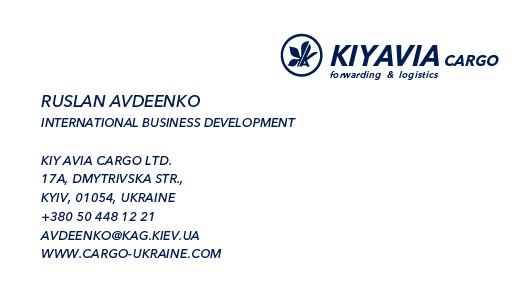 KIYAVIA CARGO
forwarding & logistics
RUSLAN AVDEENKO
INTERNATIONAL BUSINESS DEVELOPMENT
KIY AVIA CARGO LTD.
17A, DMYTRIVSKA STR.,
KYIV, 01054, UKRAINE
+380 50 448 12 21
AVDEENKO@KAG.KIEV.UA
WWW.CARGO-UKRAINE.COM